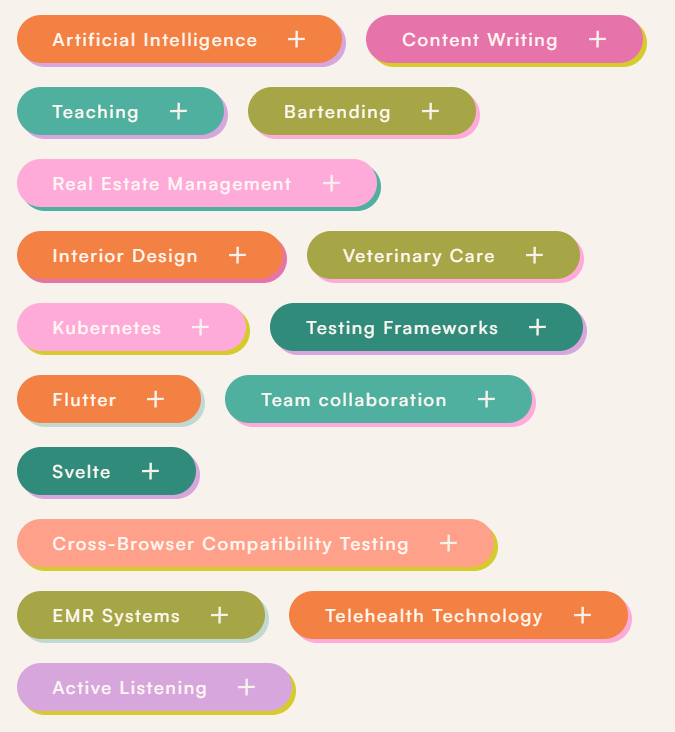 Artificial Intelligence + Content Writing +
Teaching + Bartending +
Real Estate Management +
Interior Design + Veterinary Care +
Kubernetes + Testing Frameworks +
Flutter + Team collaboration +
Svelte +
Cross-Browser Compatibility Testing +
EMR Systems + Telehealth Technology +
Active Listening +